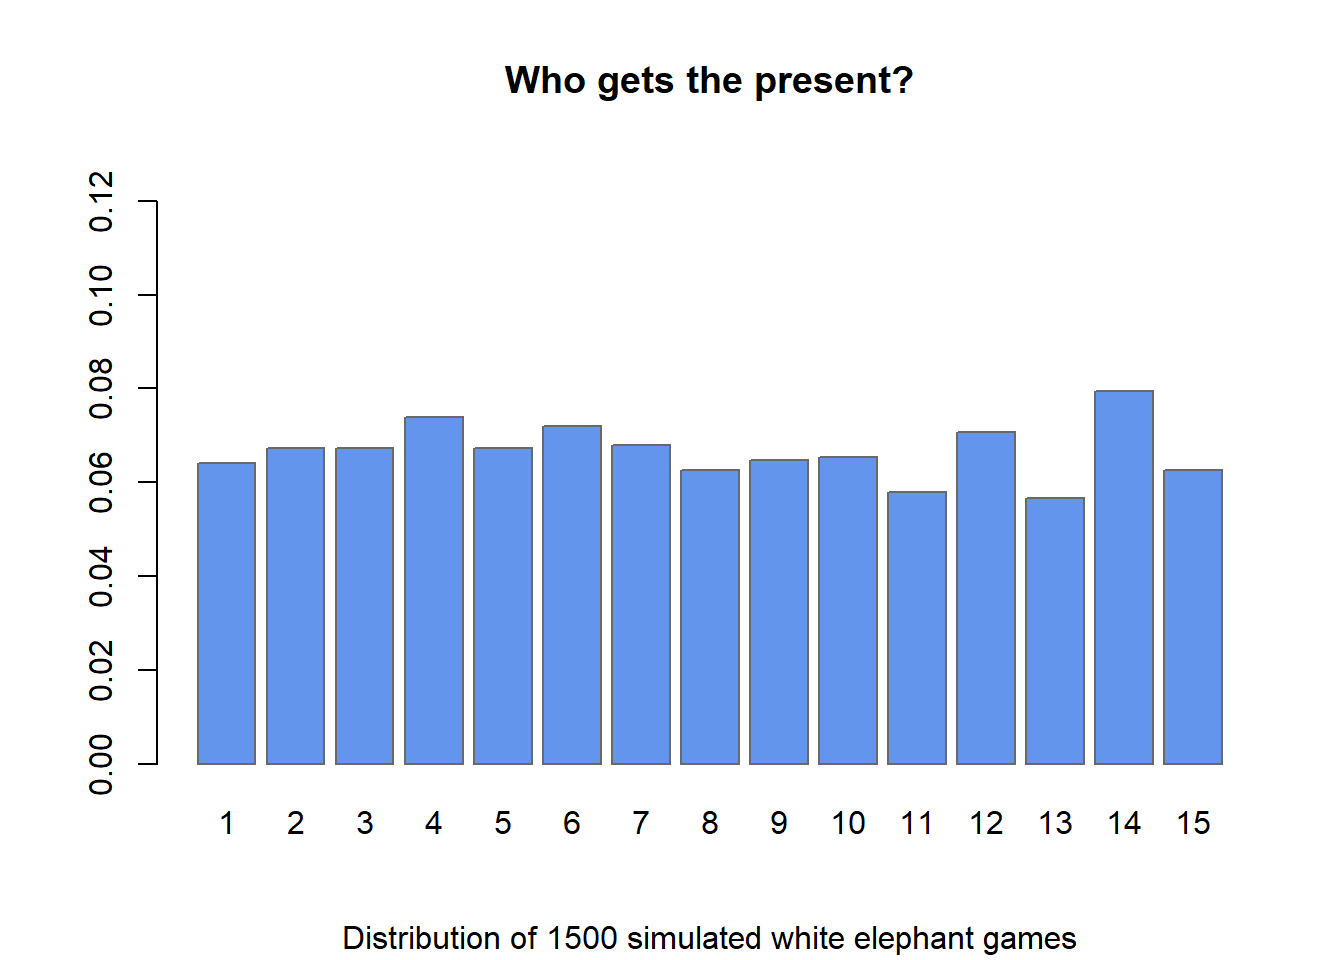 Who gets the present?
0.12
0.10
0.08
0.06
0.04
0.02
0.00
1 2 3 4 5 6 7 8 9 10 11 12 13 14 15
Distribution of 1500 simulated white elephant games